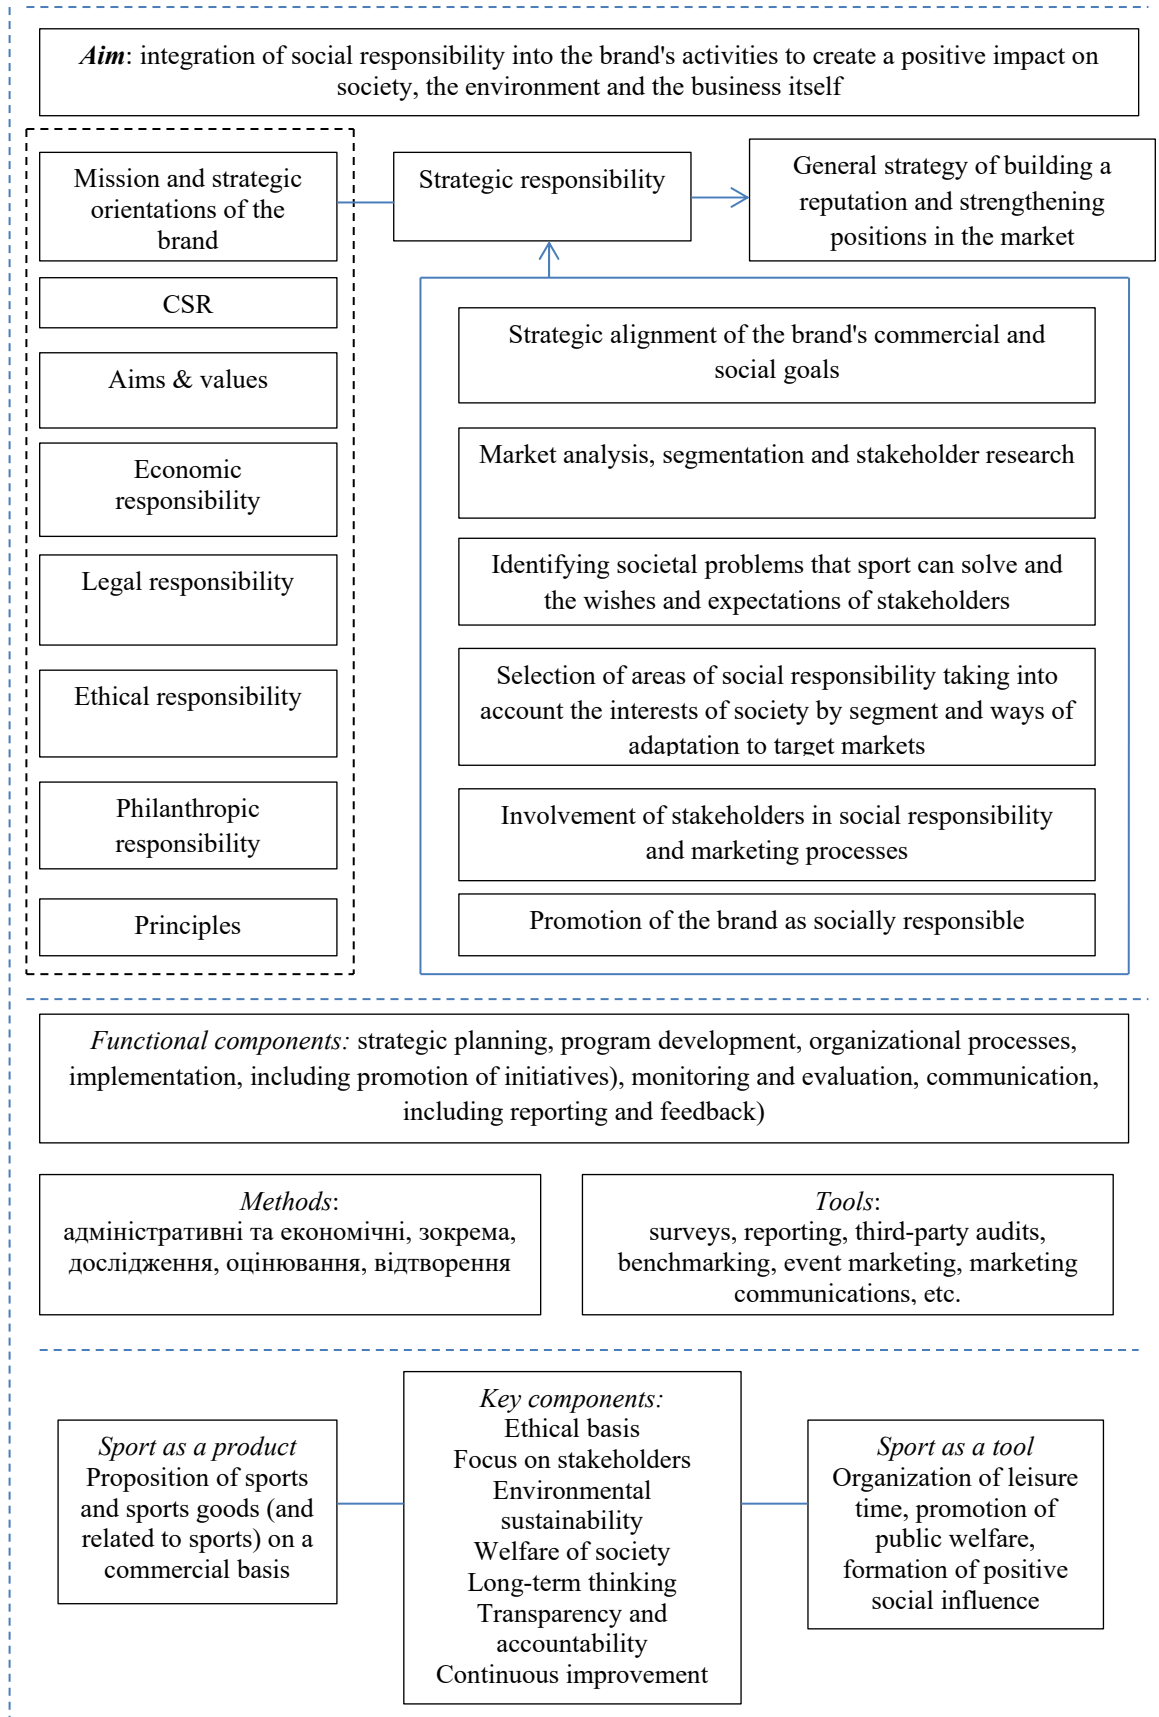 Aim: integration of social responsibility into the brand's activities to create a positive impact on
society, the environment and the business itself
Mission and strategic
orientations of the
brand
Strategic responsibility
General strategy of building a
reputation and strengthening
positions in the market
CSR
Aims & values
Economic
responsibility
Legal responsibility
Ethical responsibility
Philanthropic
responsibility
Principles
Strategic alignment of the brand's commercial and
social goals
Market analysis, segmentation and stakeholder research
Identifying societal problems that sport can solve and
the wishes and expectations of stakeholders
Selection of areas of social responsibility taking into
account the interests of society by segment and ways of
adaptation to target markets
Involvement of stakeholders in social responsibility
and marketing processes
Promotion of the brand as socially responsible
Functional components: strategic planning, program development, organizational processes,
implementation, including promotion of initiatives), monitoring and evaluation, communication,
including reporting and feedback)
Methods:
адміністративні та економічні, зокрема,
дослідження, оцінювання, відтворення
Tools:
surveys, reporting, third-party audits,
benchmarking, event marketing, marketing
communications, etc.
Sport as a product
Proposition of sports
and sports goods (and
related to sports) on a
commercial basis
Key components:
Ethical basis
Focus on stakeholders
Environmental
sustainability
Welfare of society
Long-term thinking
Transparency and
accountability
Continuous improvement
Sport as a tool
Organization of leisure
time, promotion of
public welfare,
formation of positive
social influence